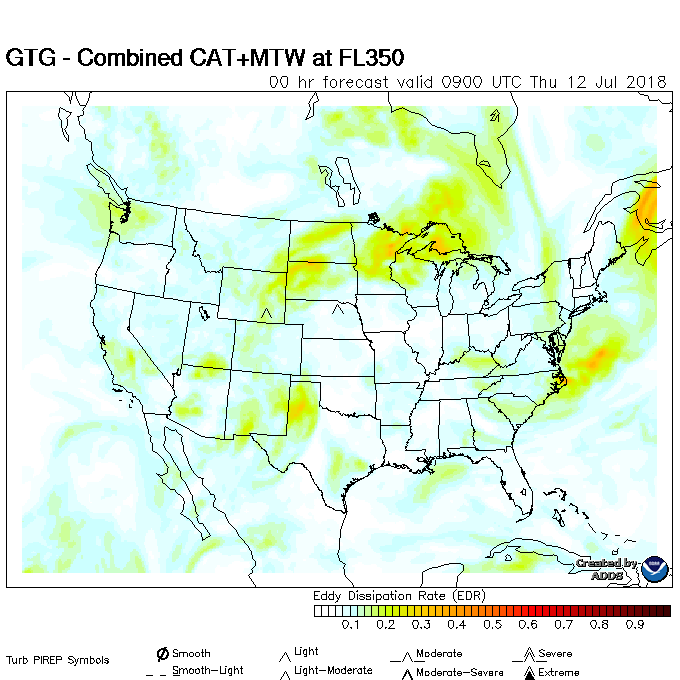 GTG - Combined CAT+MTW at FL350
00 hr forecast valid 0900 UTC Thu 12 Jul 2018
Created by
ADDS
Eddy Dissipation Rate (EDR)
0.1 0.2 0.3 0.4 0.5 0.6 0.7 0.8 0.9
Turb PIREP Symbols
Smooth Light Moderate Severe
Smooth-Light Light-Moderate Moderate-Severe Extreme